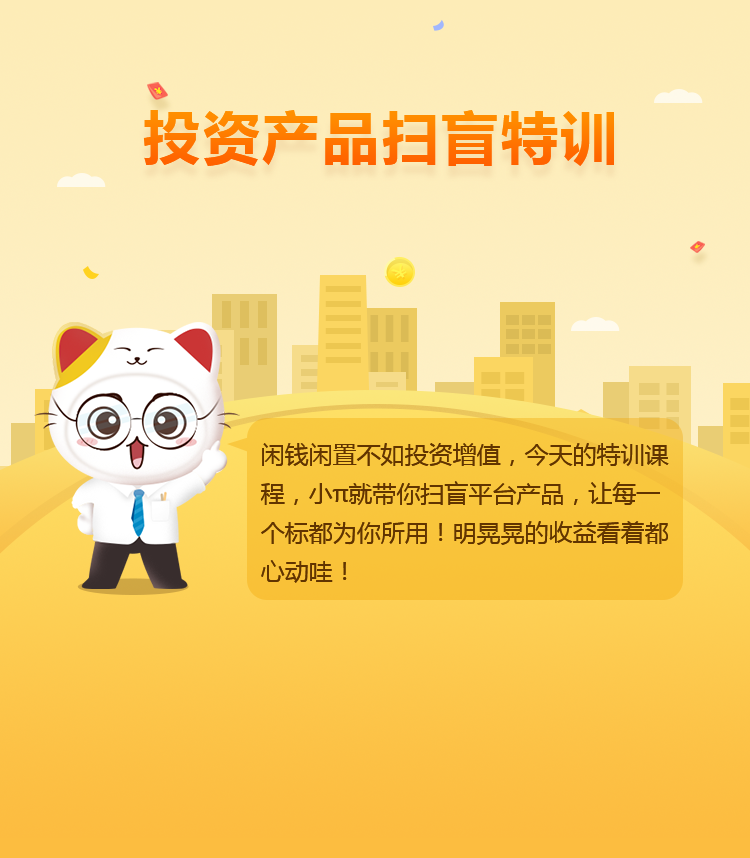 投资产品扫盲特训
闲钱闲置不如投资增值，今天的特训课
程，小π就带你扫盲平台产品，让每一
个标都为你所用！明晃晃的收益看着都
心动哇！